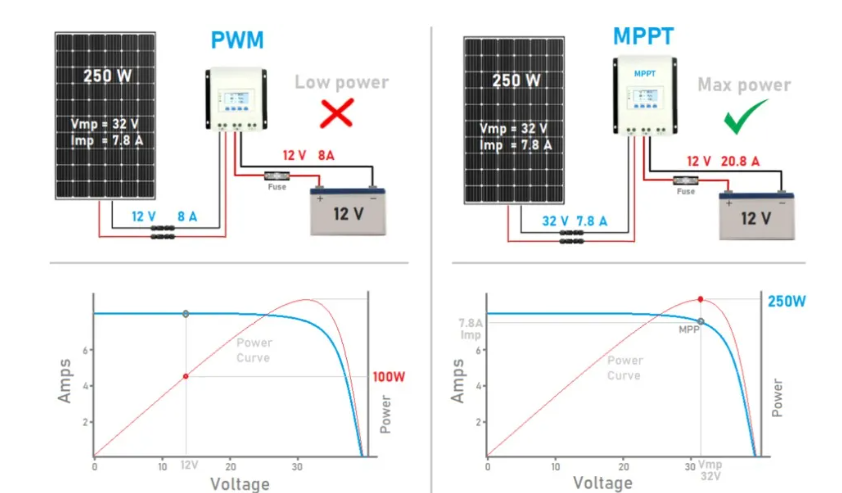 PWM
250 W
Vmp = 32 V
Imp = 7.8 A
Low power
12 V 8A
Fuse
+ −
12 V
12 V 8 A
MPPT
MPPT
250 W
Vmp = 32 V
Imp = 7.8 A
Max power
12 V 20.8 A
Fuse
+ −
12 V
32 V 7.8 A
Amps
6
4
2
0
10
12V
20
30
Voltage
Power
Curve
100W
Power
Amps
7.8A
Imp
6
4
2
0
10
20
30
Vmp
32V
Voltage
Power
Curve
MPP
250W
Power